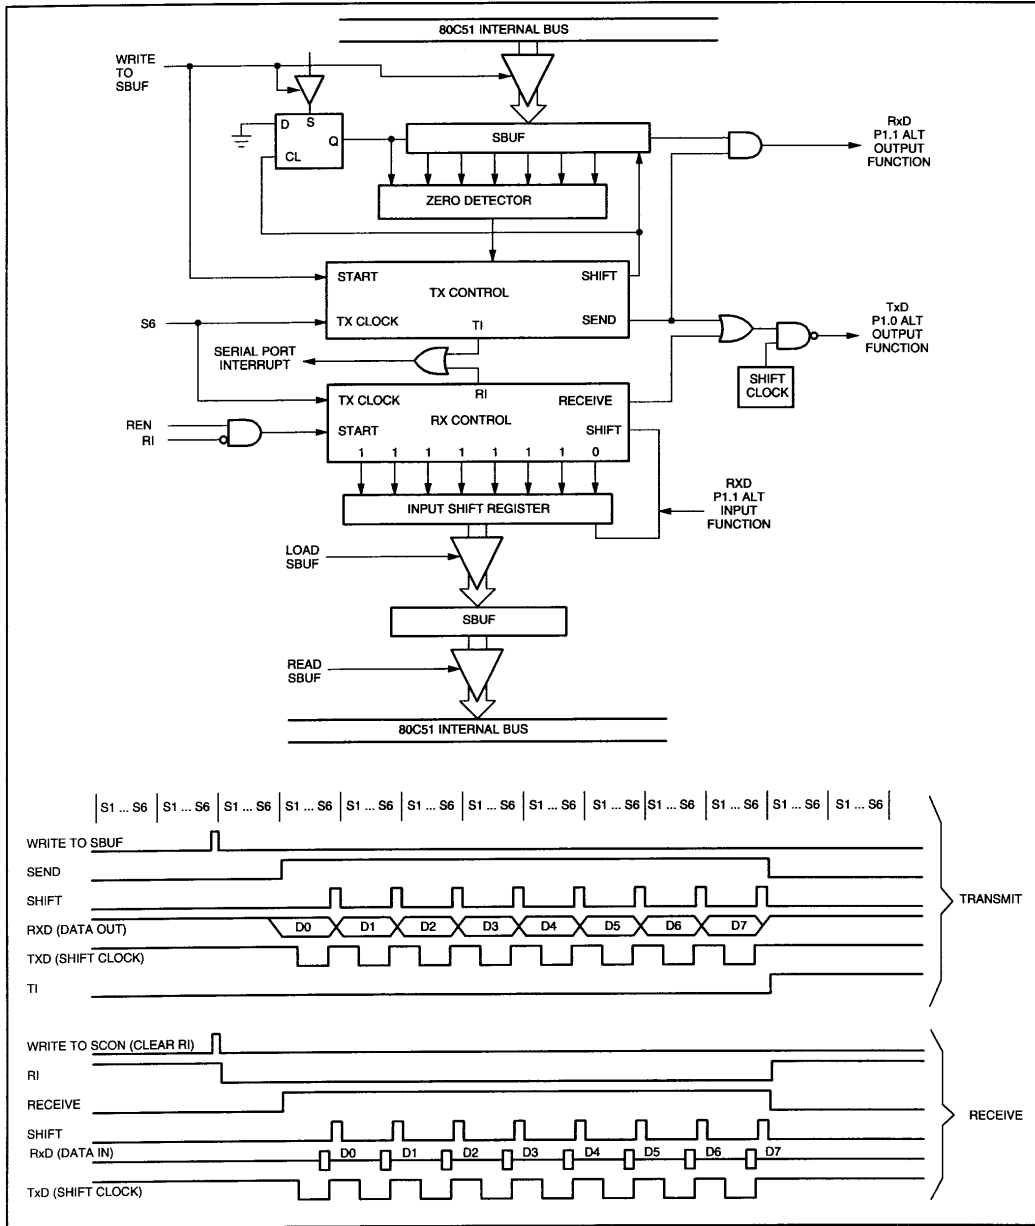 80C51 INTERNAL BUS
WRITE
TO
SBUF
D S
Q
CL
SBUF
RxD
P1.1 ALT
OUTPUT
FUNCTION
ZERO DETECTOR
START
SHIFT
TX CONTROL
S6
TX CLOCK
TI
SEND
TxD
P1.0 ALT
OUTPUT
FUNCTION
SERIAL PORT
INTERRUPT
SHIFT
CLOCK
RI
TX CLOCK
RECEIVE
RX CONTROL
REN
RI
START
SHIFT
1 1 1 1 1 1 1 0
RXD
P1.1 ALT
INPUT
FUNCTION
INPUT SHIFT REGISTER
LOAD
SBUF
SBUF
READ
SBUF
80C51 INTERNAL BUS
S1 ... S6 S1 ... S6 S1 ... S6 S1 ... S6 S1 ... S6 S1 ... S6 S1 ... S6 S1 ... S6 S1 ... S6 S1 ... S6 S1 ... S6 S1 ... S6 S1 ... S6
WRITE TO SBUF
SEND
SHIFT
TRANSMIT
RXD (DATA OUT) D0 D1 D2 D3 D4 D5 D6 D7
TXD (SHIFT CLOCK)
TI
WRITE TO SCON (CLEAR RI)
RI
RECEIVE
RECEIVE
SHIFT
RxD (DATA IN) D0 D1 D2 D3 D4 D5 D6 D7
TxD (SHIFT CLOCK)